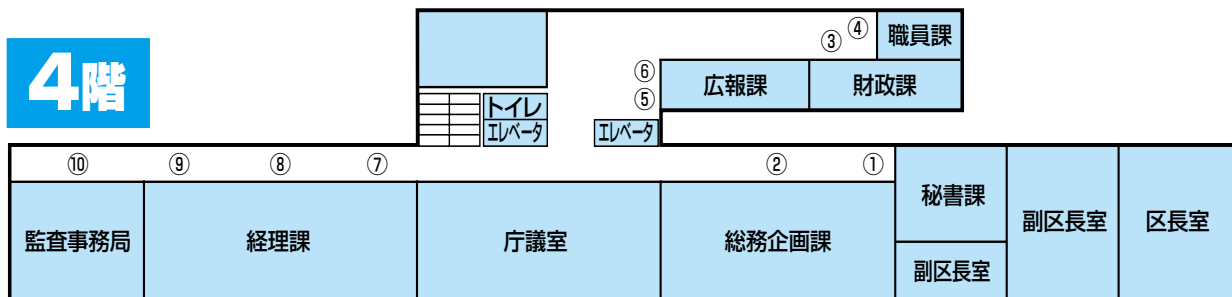 4階
④
職員課
③
⑥
広報課
財政課
⑤
トイレ
エレベータ
エレベータ
⑩
⑨
⑧
⑦
②
①
秘書課
副区長室
区長室
監査事務局
経理課
庁議室
総務企画課
副区長室